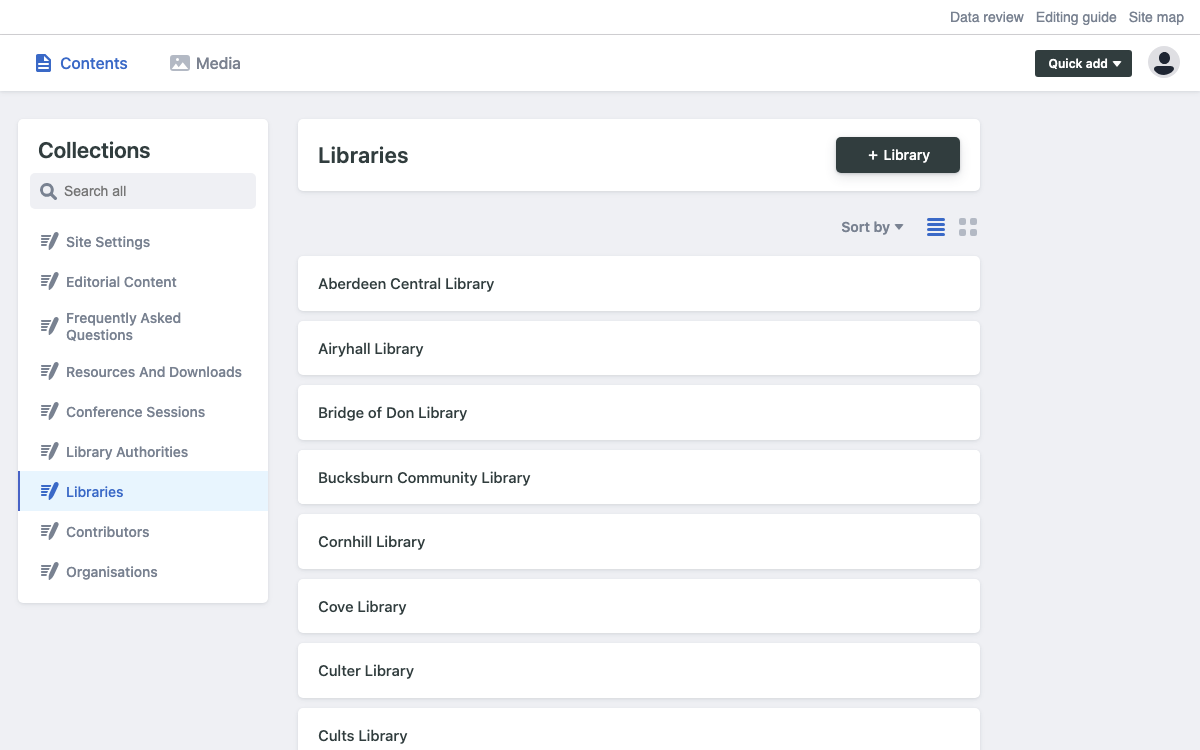 Data review Editing guide Site map
Contents Media Quick add
Collections
Search all
Site Settings
Editorial Content
Frequently Asked
Questions
Resources And Downloads
Conference Sessions
Library Authorities
Libraries
Contributors
Organisations
Libraries
+ Library
Sort by
Aberdeen Central Library
Airyhall Library
Bridge of Don Library
Bucksburn Community Library
Cornhill Library
Cove Library
Culter Library
Cults Library